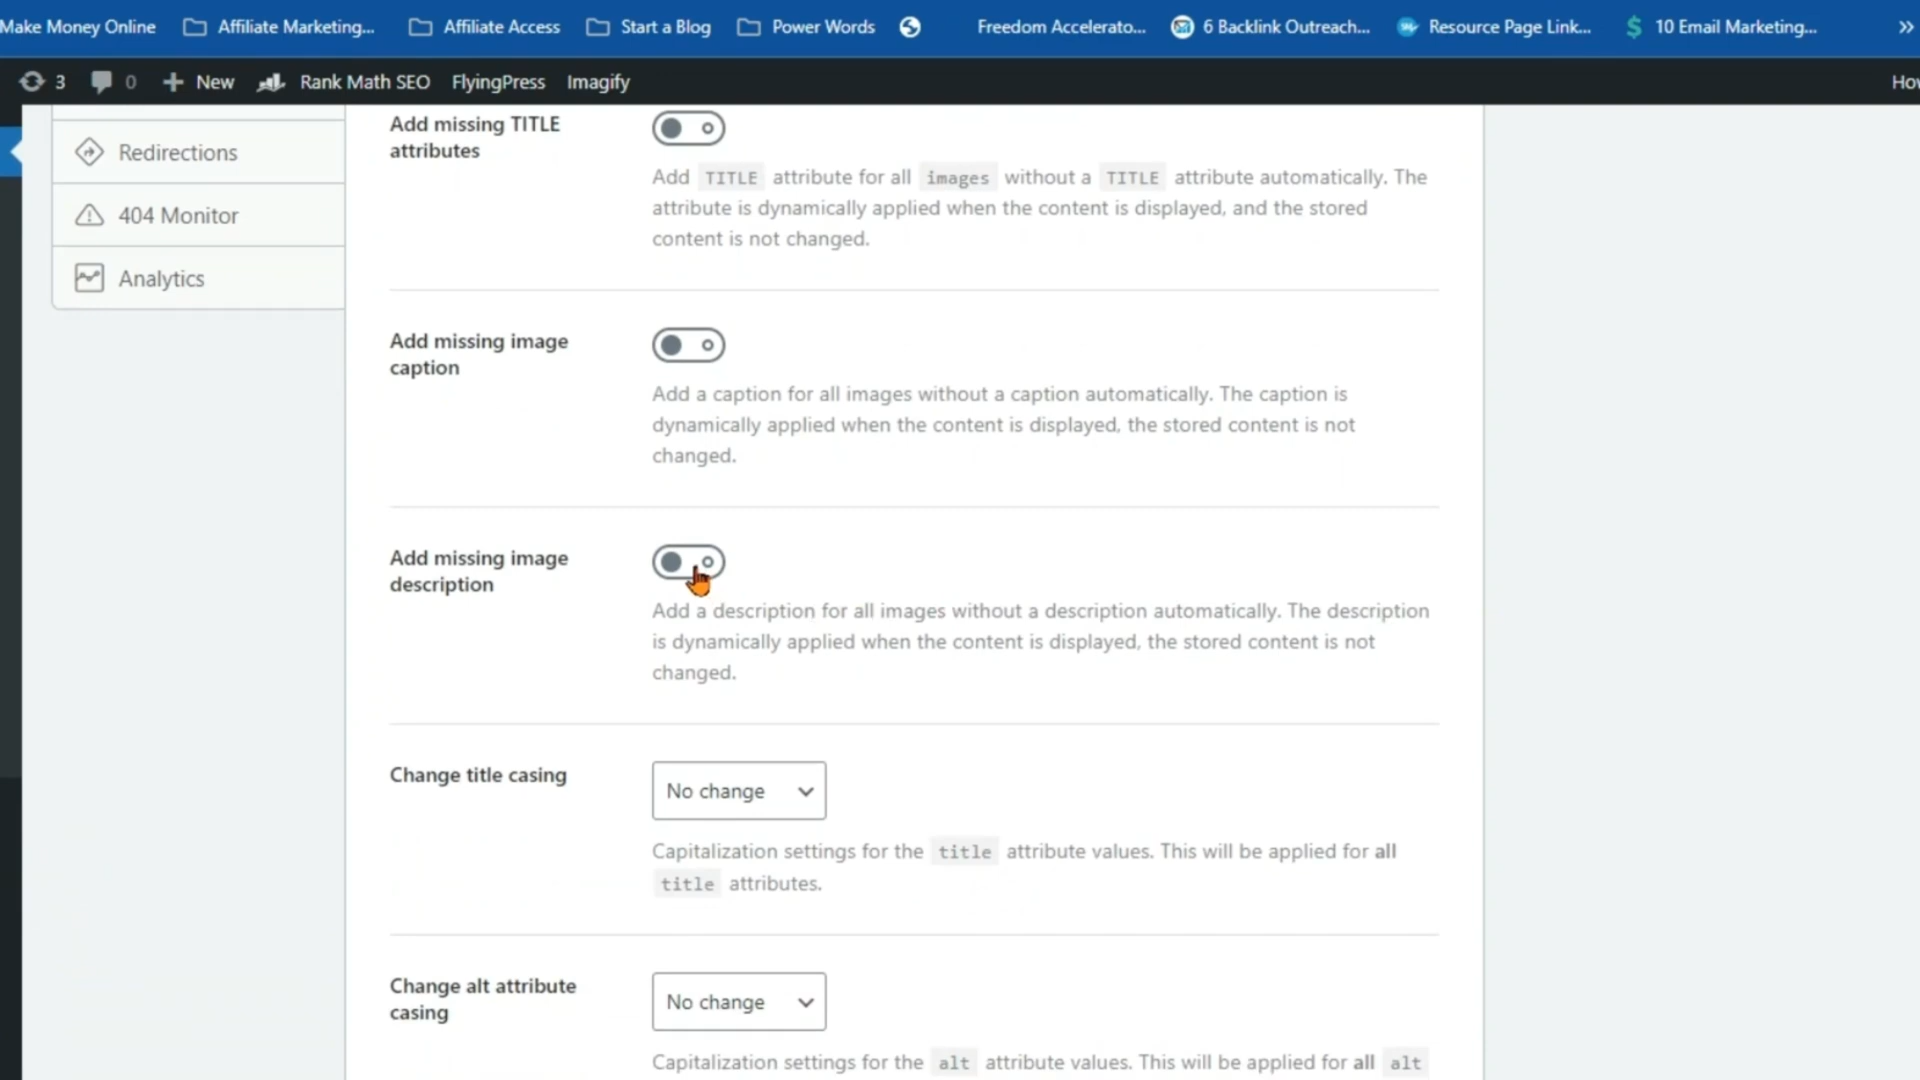 Make Money Online Affiliate Marketing... Affiliate Access Start a Blog Power Words Freedom Accelerato... 6 Backlink Outreach... Resource Page Link... 10 Email Marketing... »
3 0 New Rank Math SEO FlyingPress Imagify How
Redirections
404 Monitor
Analytics
Add missing TITLE
attributes
Add TITLE attribute for all images without a TITLE attribute automatically. The
attribute is dynamically applied when the content is displayed, and the stored
content is not changed.
Add missing image
caption
Add a caption for all images without a caption automatically. The caption is
dynamically applied when the content is displayed, the stored content is not
changed.
Add missing image
description
Add a description for all images without a description automatically. The description
is dynamically applied when the content is displayed, the stored content is not
changed.
Change title casing
No change
Capitalization settings for the title attribute values. This will be applied for all
title attributes.
Change alt attribute
casing
No change
Capitalization settings for the alt attribute values. This will be applied for all alt